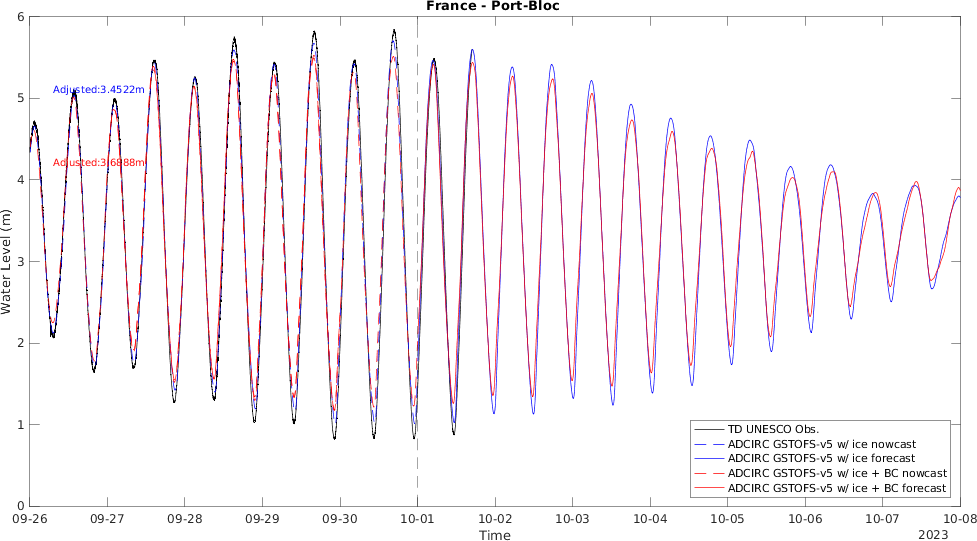 France - Port-Bloc
6
5
4
3
2
1
0
Water Level (m)
Adjusted:3.4522m
Adjusted:3.6888m
TD UNESCO Obs.
ADCIRC GSTOFS-v5 w/ ice nowcast
ADCIRC GSTOFS-v5 w/ ice forecast
ADCIRC GSTOFS-v5 w/ ice + BC nowcast
ADCIRC GSTOFS-v5 w/ ice + BC forecast
09-26 09-27 09-28 09-29 09-30 10-01 10-02 10-03 10-04 10-05 10-06 10-07 10-08
Time
2023